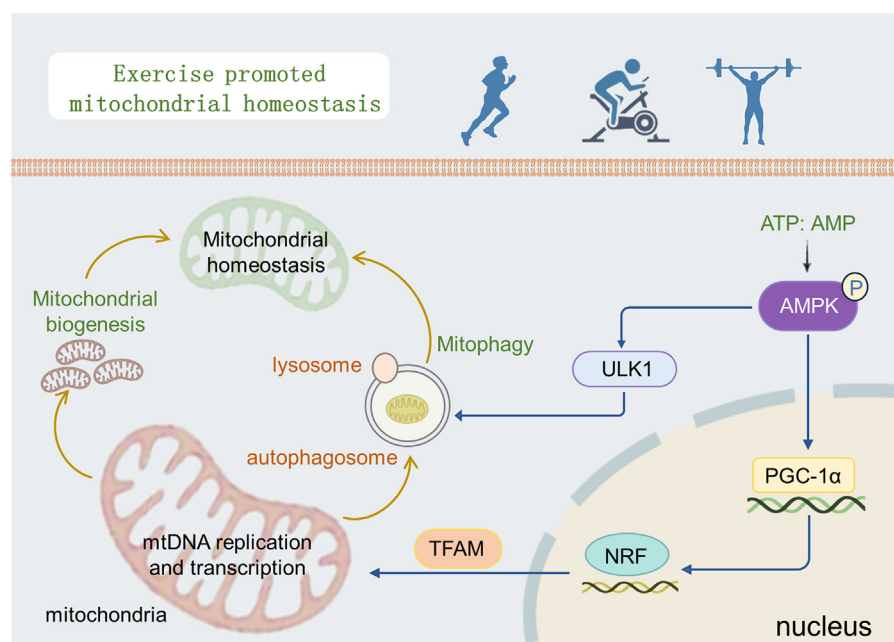 Exercise promoted
mitochondrial homeostasis
ATP: AMP
P
AMPK
Mitochondrial
homeostasis
Mitochondrial
biogenesis
Mitophagy
lysosome
ULK1
autophagosome
PGC-1α
mtDNA replication
and transcription
TFAM
NRF
mitochondria
nucleus